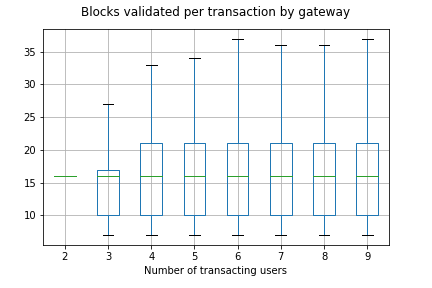 Blocks validated per transaction by gateway
35
30
25
20
15
10
2 3 4 5 6 7 8 9
Number of transacting users